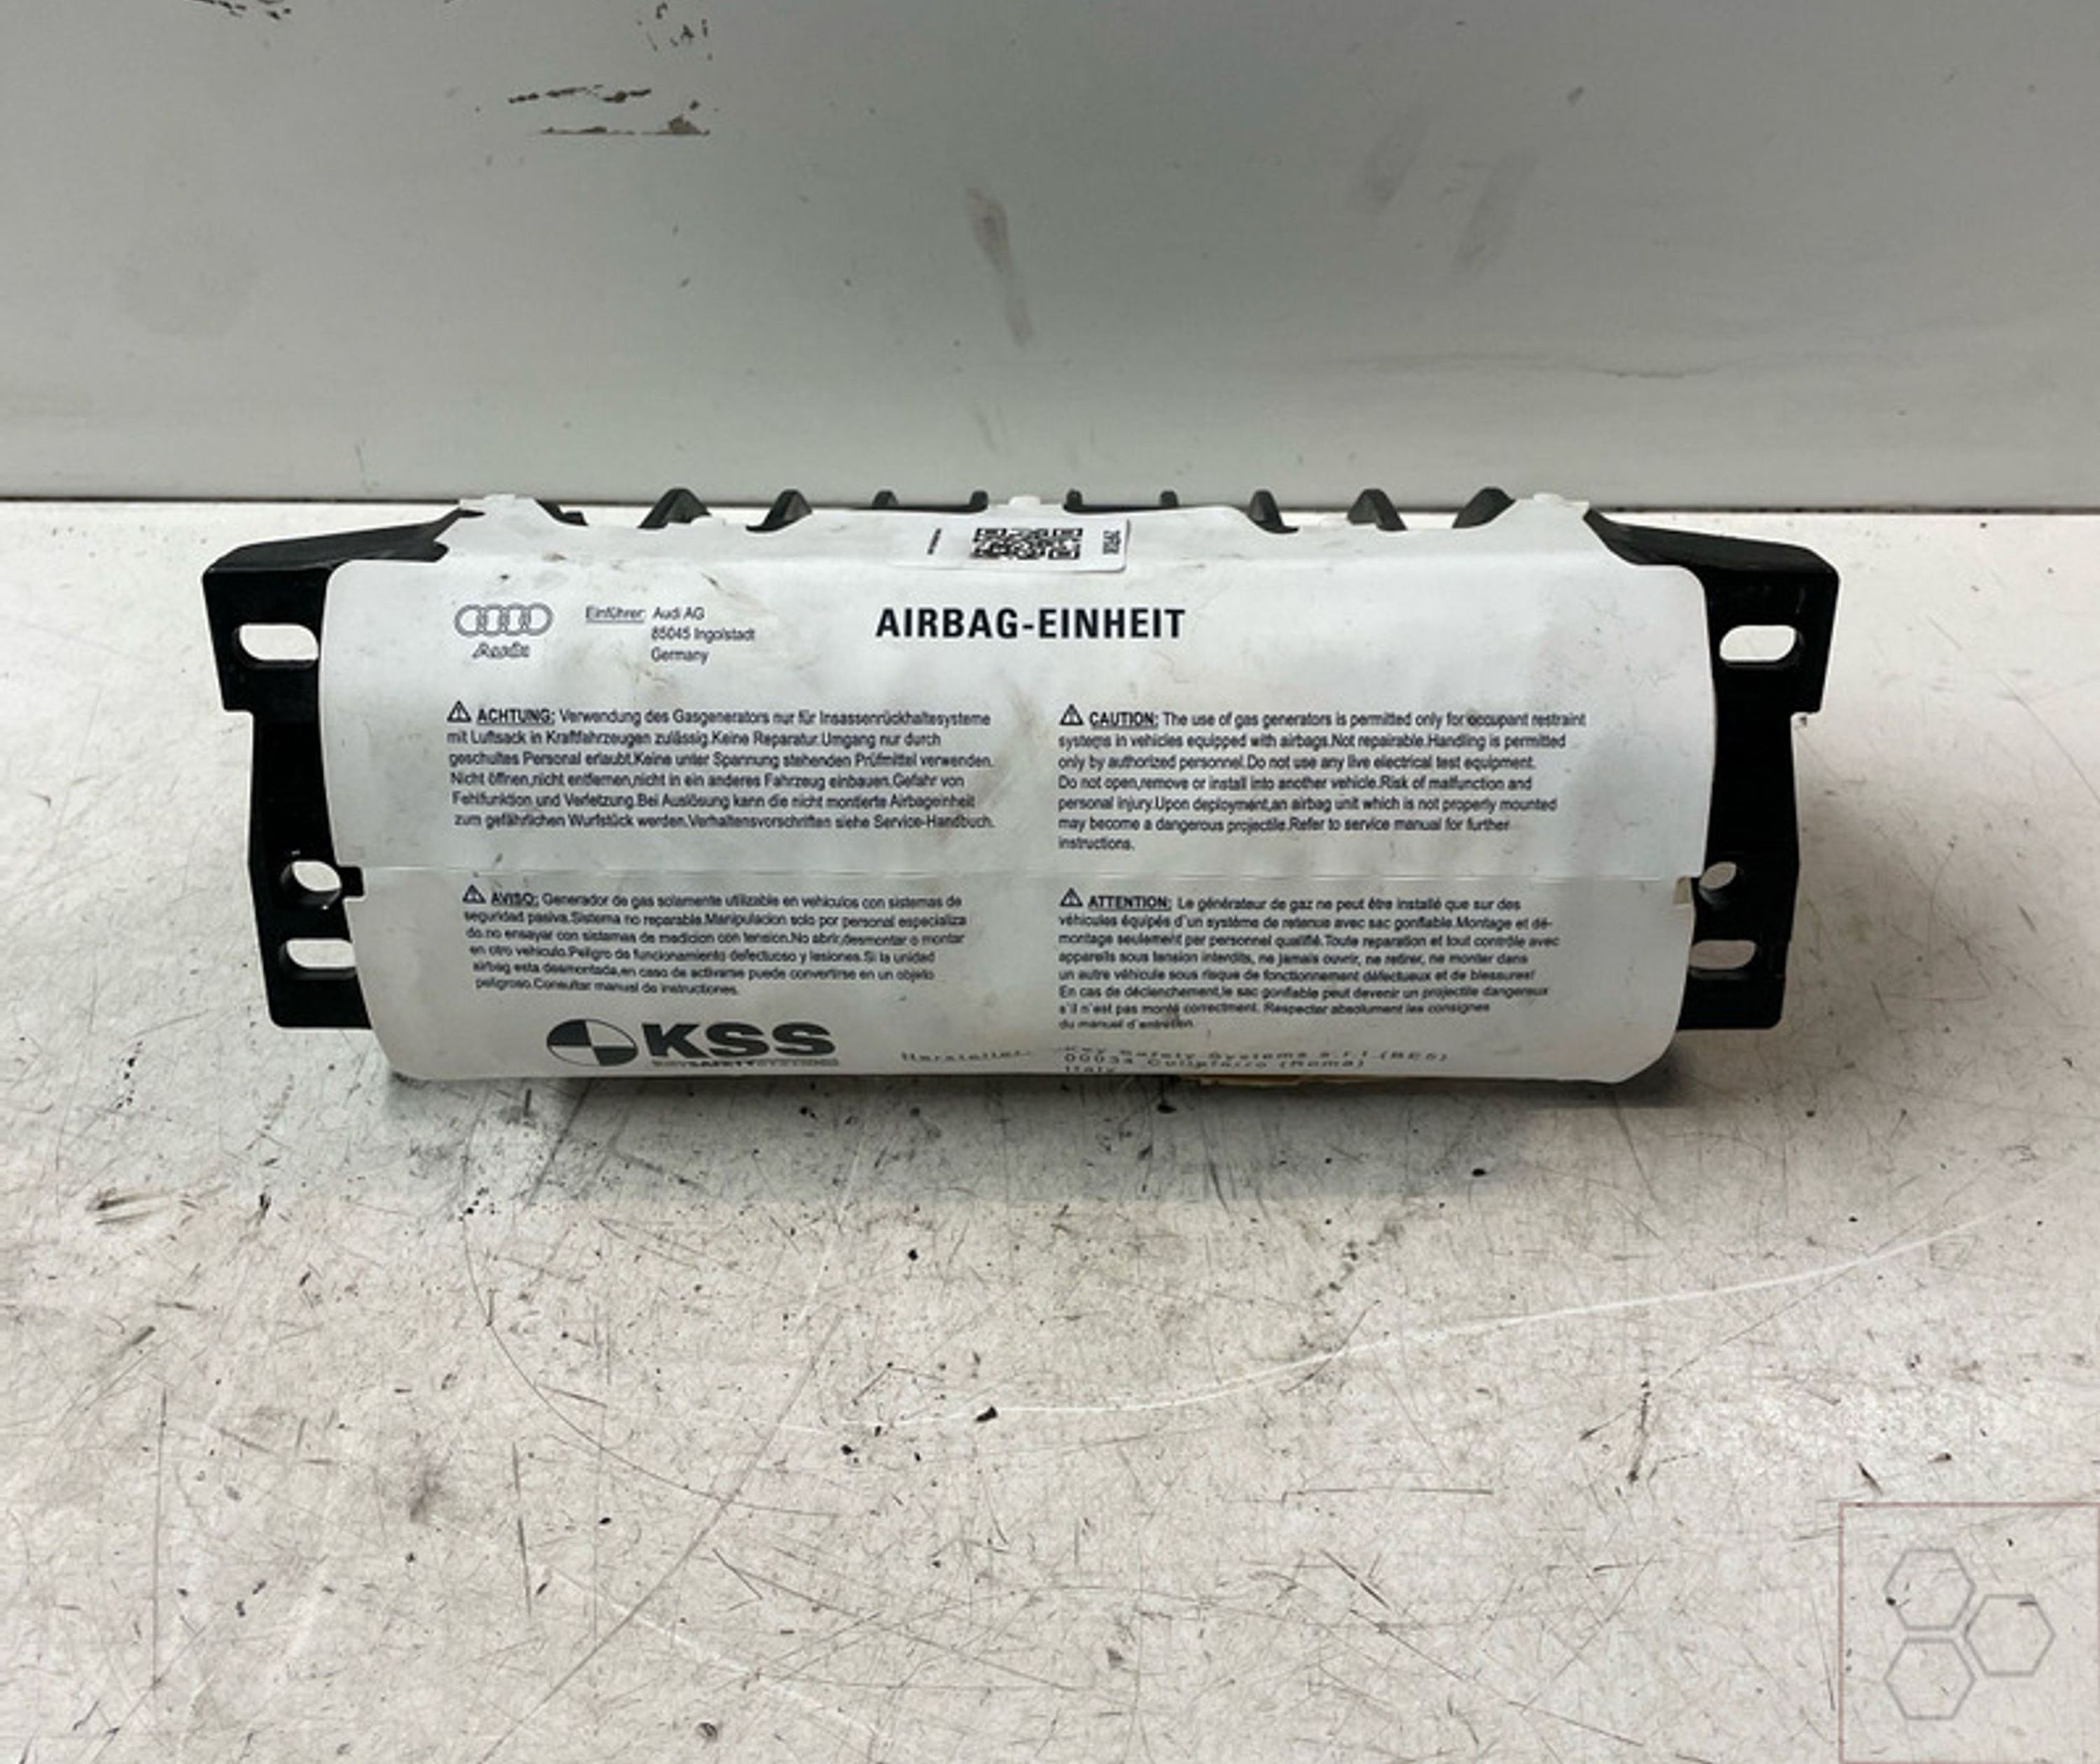 Audi
Einführer: Audi AG
85045 Ingolstadt
Germany
AIRBAG-EINHEIT
ACHTUNG: Verwendung des Gasgenerators nur für Insassenrückhaltesysteme
mit Luftsack in Kraftfahrzeugen zulässig.Keine Reparatur.Umgang nur durch
geschultes Personal erlaubt.Keine unter Spannung stehenden Prüfmittel verwenden.
Nicht öffnen,nicht entfernen,nicht in ein anderes Fahrzeug einbauen.Gefahr von
Fehlfunktion und Verletzung.Bei Auslösung kann die nicht montierte Airbageinheit
zum gefährlichen Wurfstück werden.Verhaltensvorschriften siehe Service-Handbuch.
CAUTION: The use of gas generators is permitted only for occupant restraint
systems in vehicles equipped with airbags.Not repairable.Handling is permitted
only by authorized personnel.Do not use any live electrical test equipment.
Do not open,remove or install into another vehicle.Risk of malfunction and
personal injury.Upon deployment,an airbag unit which is not properly mounted
may become a dangerous projectile.Refer to service manual for further
instructions.
AVISO: Generador de gas solamente utilizable en vehiculos con sistemas de
seguridad pasiva.Sistema no reparable.Manipulacion solo por personal especializa
do.no ensayar con sistemas de medicion con tension.No abrir,desmontar o montar
en otro vehiculo.Peligro de funcionamiento defectuoso y lesiones.Si la unidad
airbag esta desmontada,en caso de activarse puede convertirse en un objeto
peligroso.Consultar manual de instructiones.
ATTENTION: Le générateur de gaz ne peut être installé que sur des
véhicules équipés d'un système de retenue avec sac gonflable.Montage et dé-
montage seulement par personnel qualifié.Toute reparation et tout contrôle avec
appareils sous tension interdits, ne jamais ouvrir, ne retirer, ne monter dans
un autre véhicule sous risque de fonctionnement défectueux et de blessures!
En cas de déclenchement,le sac gonflable peut devenir un projectile dangereux
s'il n'est pas monté correctment. Respecter absolument les consignes
du manuel d'entretien.
KSS
KEY SAFETY SYSTEMS
Hersteller: Key Safety Systems s.r.l
00034 Colleferro (Roma)
Italy